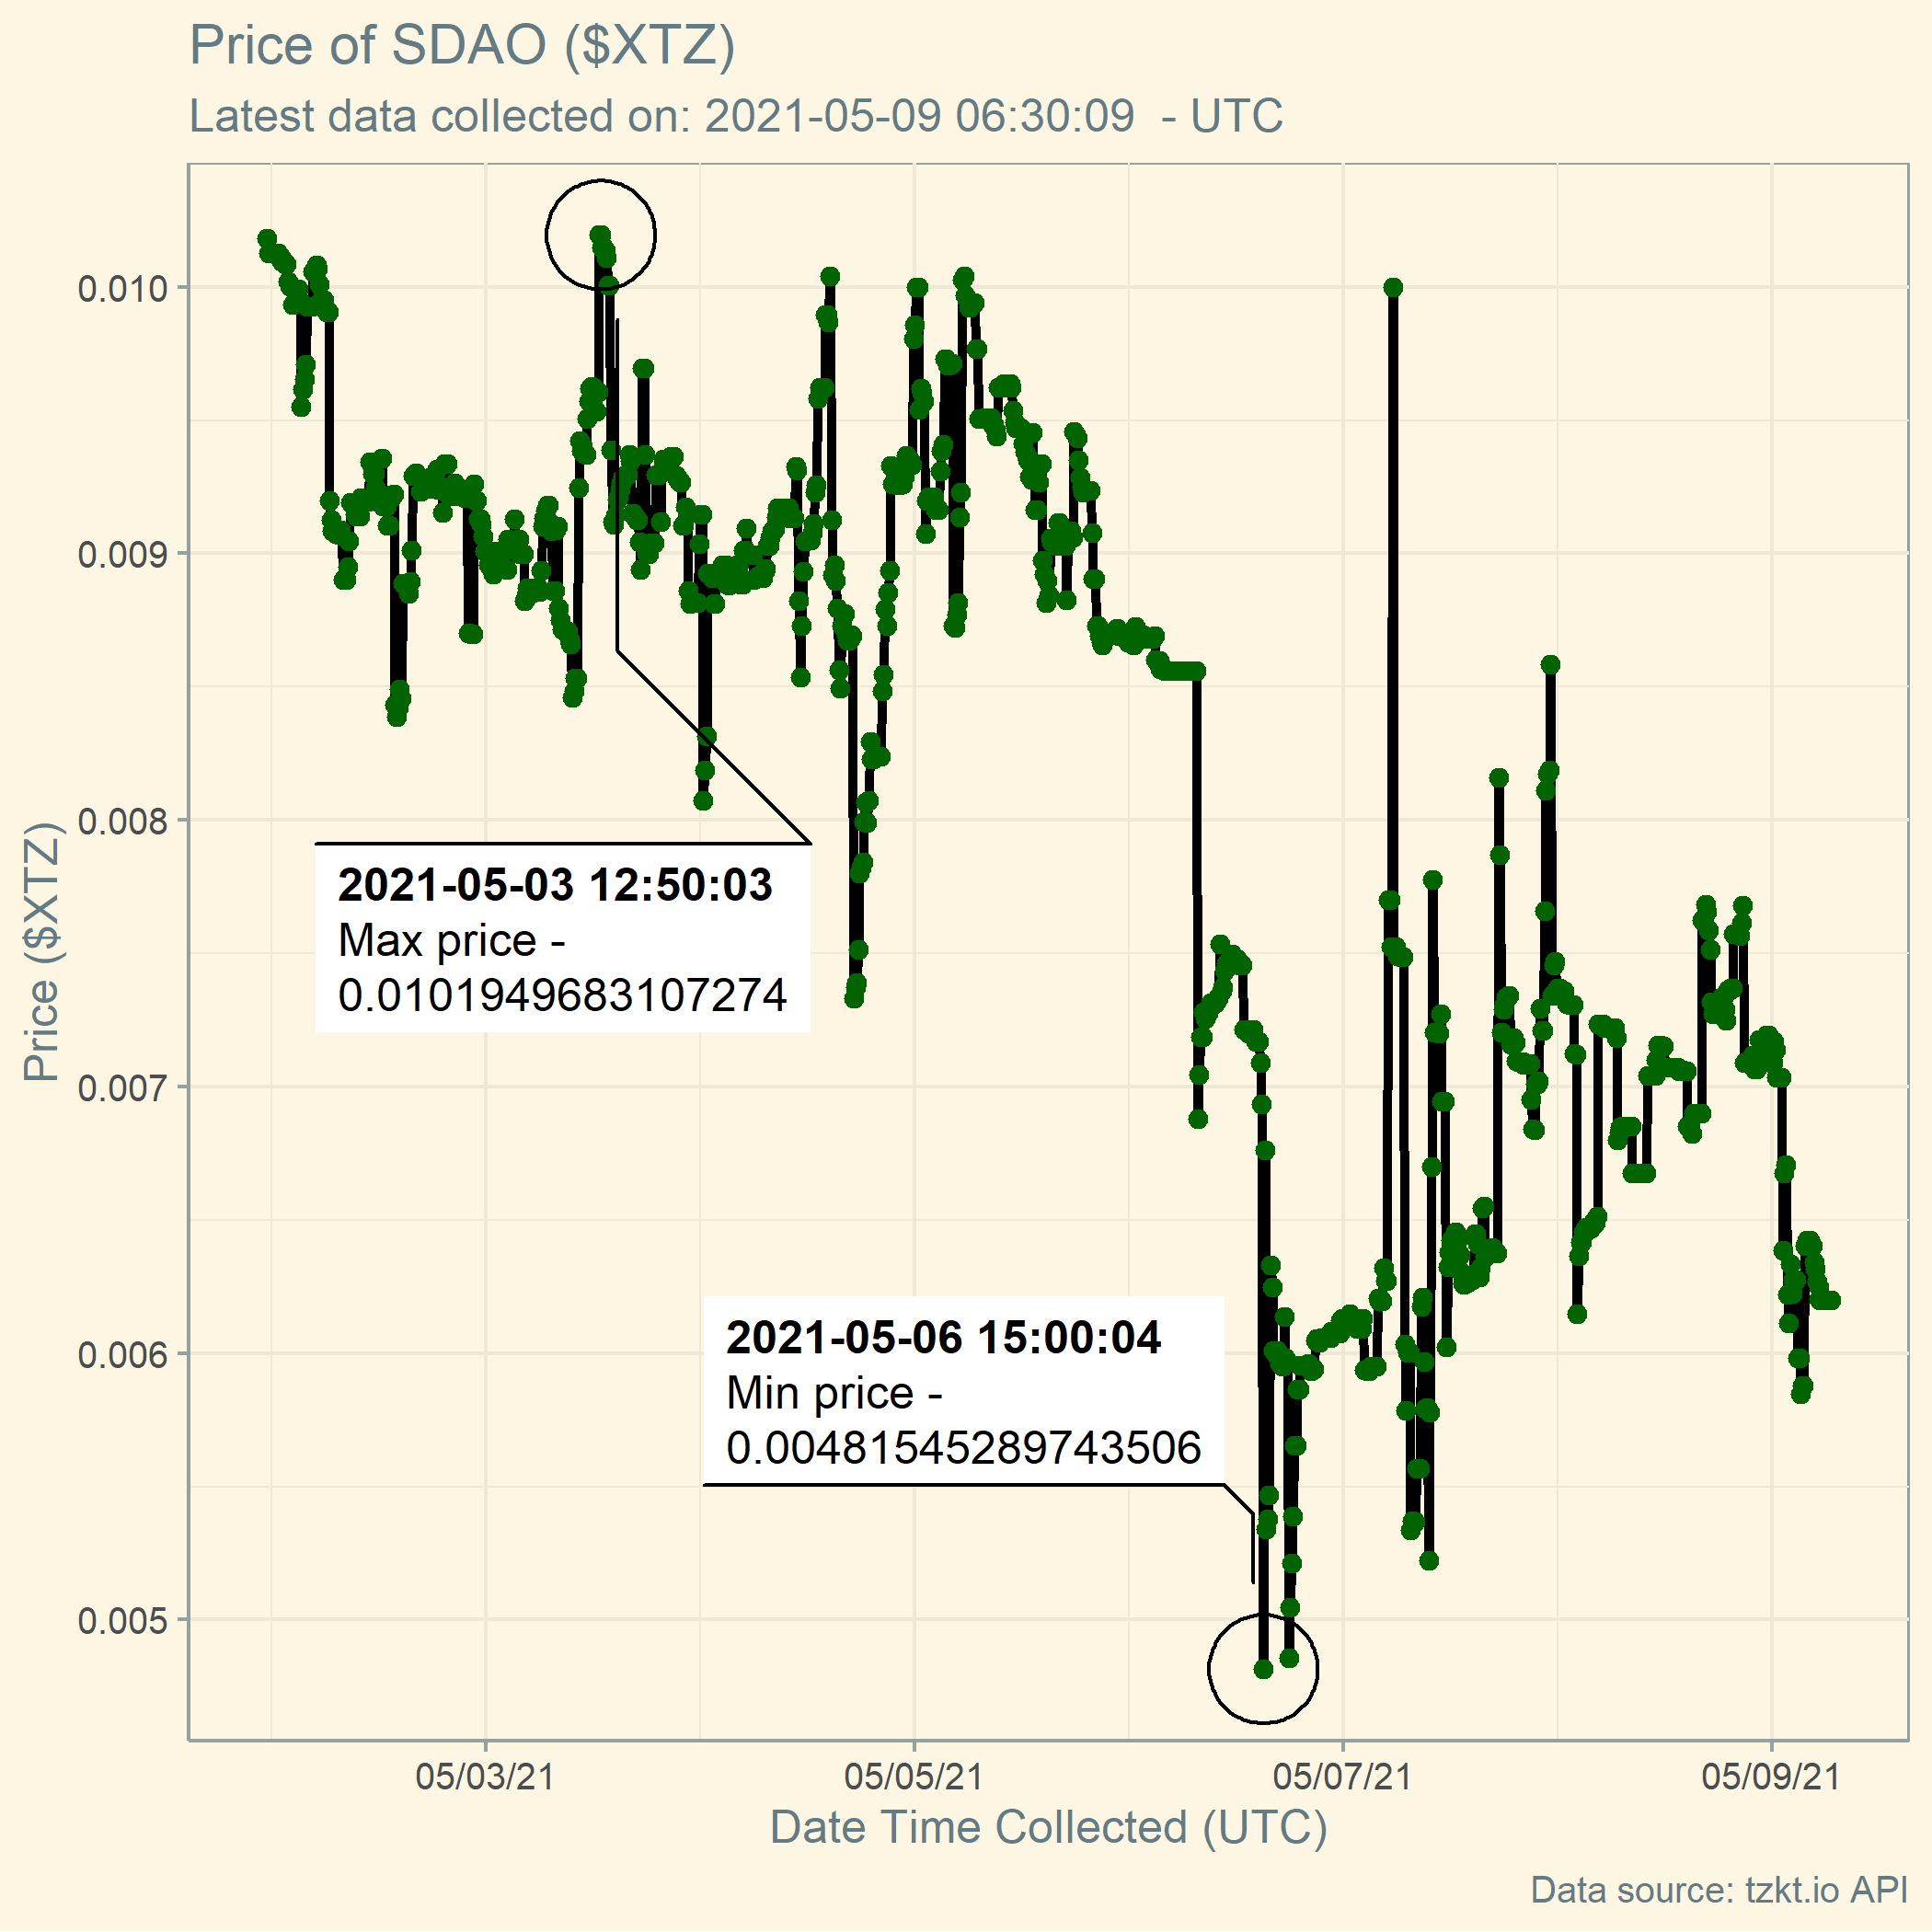 Price of SDAO ($XTZ)
Latest data collected on: 2021-05-09 06:30:09  - UTC
0.010
0.009
0.008
0.007
0.006
0.005
Price ($XTZ)
2021-05-03 12:50:03
Max price -
0.0101949683107274
2021-05-06 15:00:04
Min price -
0.00481545289743506
05/03/21
05/05/21
05/07/21
05/09/21
Date Time Collected (UTC)
Data source: tzkt.io API